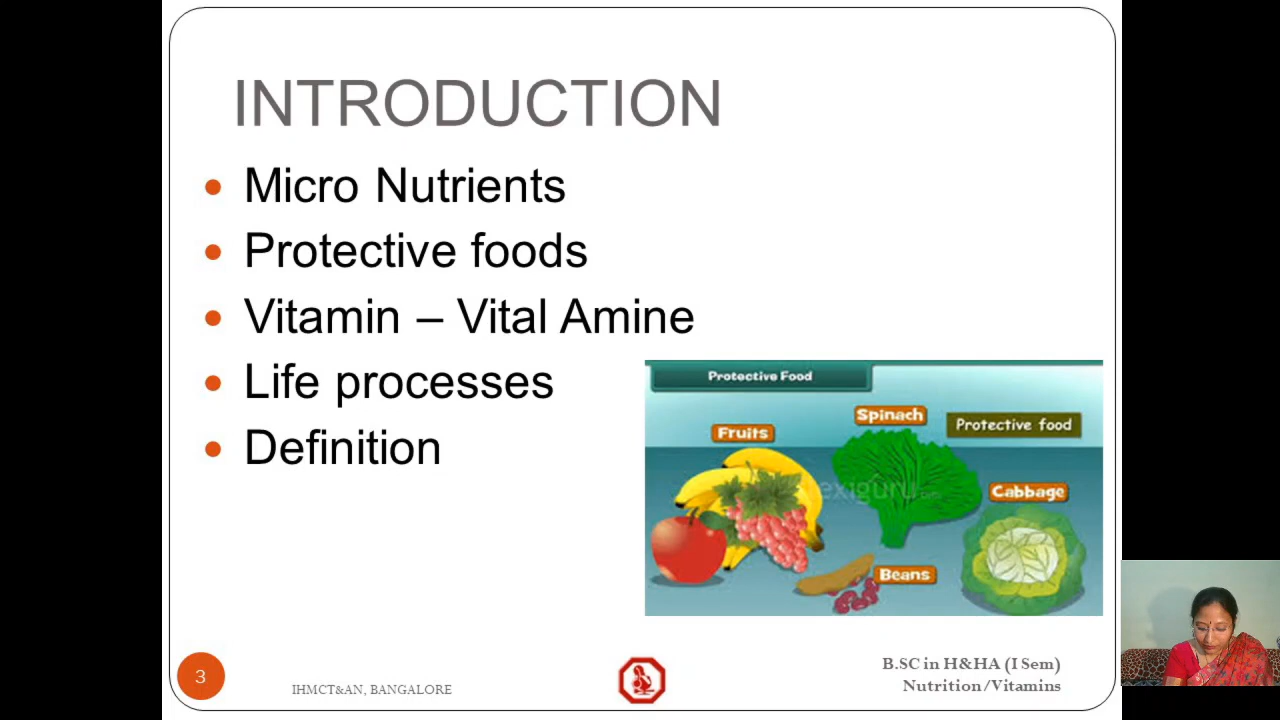 INTRODUCTION
Micro Nutrients
Protective foods
Vitamin – Vital Amine
Life processes
Definition
Protective Food
Spinach
Protective food
Fruits
exiguru
Cabbage
Beans
3
IHMCT&AN, BANGALORE
B.SC in H&HA (I Sem)
Nutrition/Vitamins